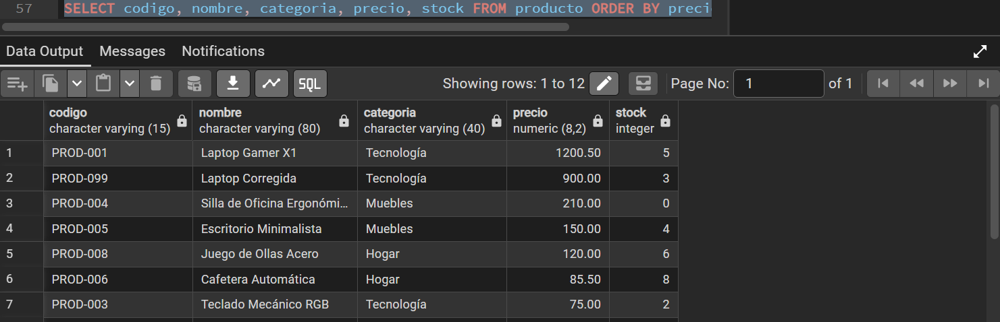 57 SELECT codigo, nombre, categoria, precio, stock FROM producto ORDER BY preci
Data Output Messages Notifications
SQL Showing rows: 1 to 12 Page No: 1 of 1
codigo nombre categoria precio stock
character varying (15) character varying (80) character varying (40) numeric (8,2) integer
1 PROD-001 Laptop Gamer X1 Tecnología 1200.50 5
2 PROD-099 Laptop Corregida Tecnología 900.00 3
3 PROD-004 Silla de Oficina Ergonómi... Muebles 210.00 0
4 PROD-005 Escritorio Minimalista Muebles 150.00 4
5 PROD-008 Juego de Ollas Acero Hogar 120.00 6
6 PROD-006 Cafetera Automática Hogar 85.50 8
7 PROD-003 Teclado Mecánico RGB Tecnología 75.00 2